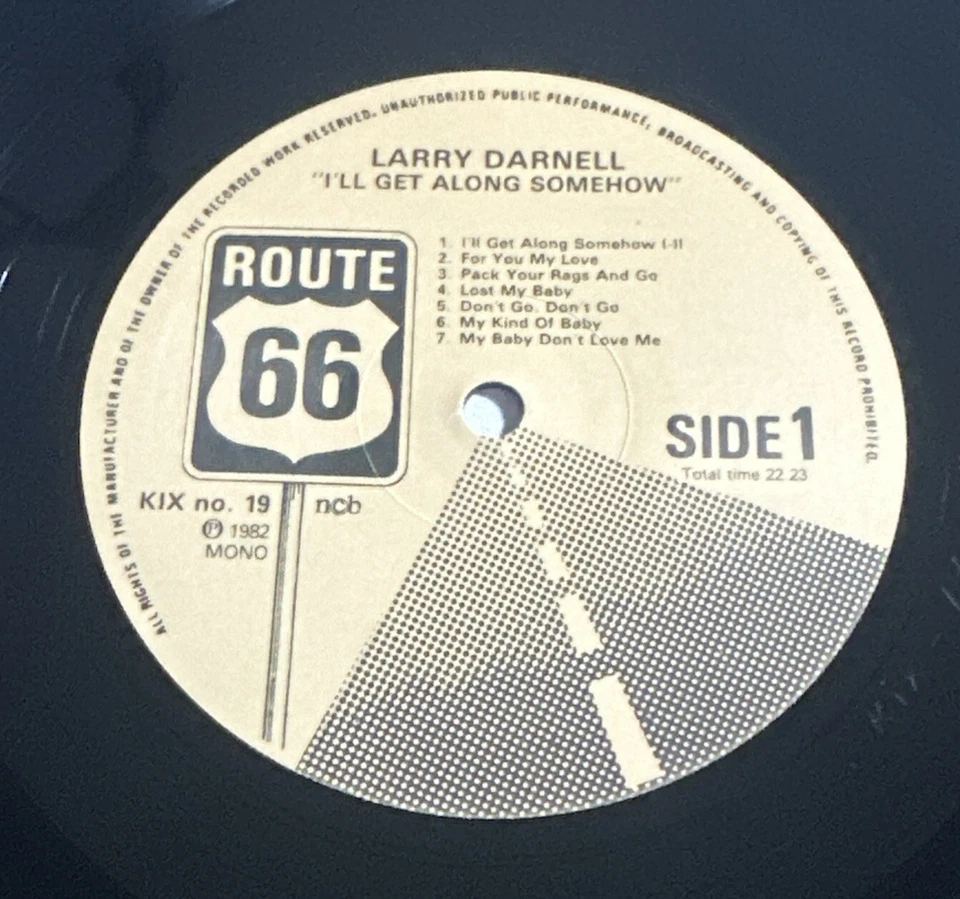 ALL RIGHTS OF THE MANUFACTURER AND OF THE OWNER OF THE RECORDED WORK RESERVED. UNAUTHORIZED PUBLIC PERFORMANCE, BROADCASTING AND COPYING OF THIS RECORD PROHIBITED.
LARRY DARNELL
"I'LL GET ALONG SOMEHOW"
1. I'll Get Along Somehow I-II
2. For You My Love
3. Pack Your Rags And Go
4. Lost My Baby
5. Don't Go. Don't Go
6. My Kind Of Baby
7. My Baby Don't Love Me
ROUTE
66
SIDE 1
Total time 22.23
KIX no. 19 ncb
Ⓟ 1982
MONO